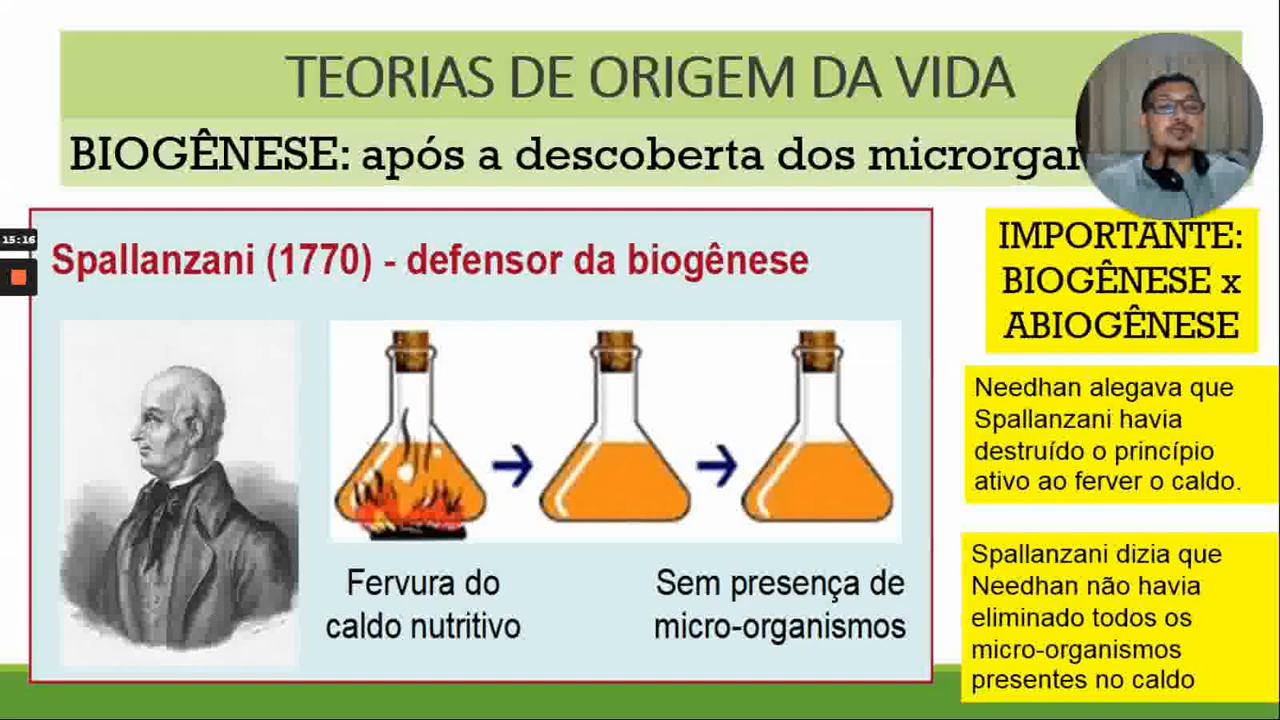 TEORIAS DE ORIGEM DA VIDA
BIOGÊNESE: após a descoberta dos
15:16
Spallanzani (1770) - defensor da biogênese
Fervura do
caldo nutritivo
Sem presença de
micro-organismos
IMPORTANTE:
BIOGÊNESE x
ABIOGÊNESE
Needhan alegava que
Spallanzani havia
destruído o princípio
ativo ao ferver o caldo.
Spallanzani dizia que
Needhan não havia
eliminado todos os
micro-organismos
presentes no caldo